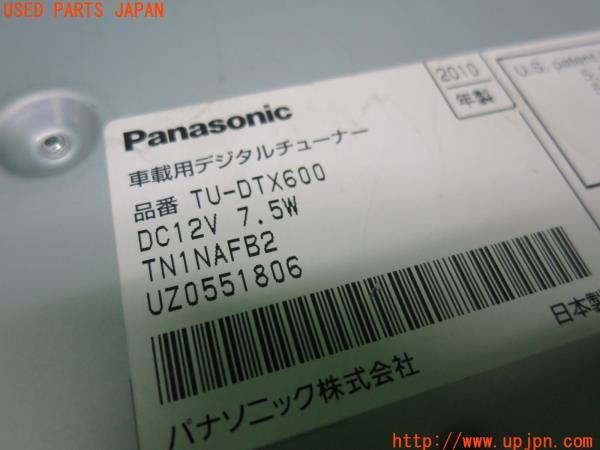 USED PARTS JAPAN
2010
年製
U.S. patent
Panasonic
車載用デジタルチューナー
品番 TU-DTX600
DC12V 7.5W
TN1NAFB2
UZ0551806
日本製
パナソニック株式会社
http://www.upjpn.com